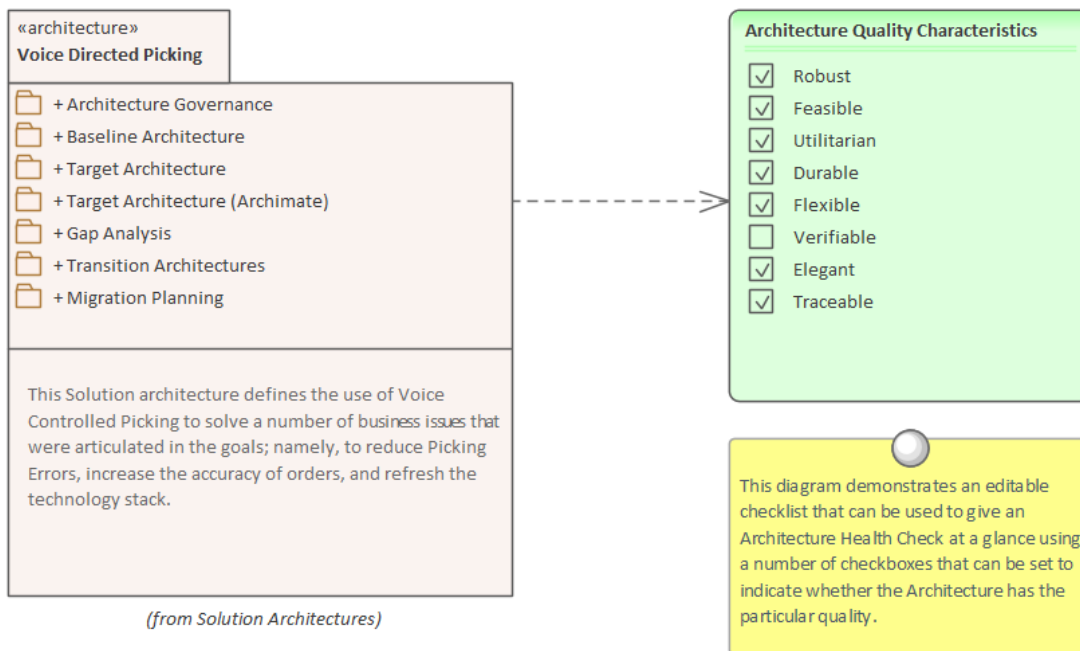 «architecture»
Voice Directed Picking
+ Architecture Governance
+ Baseline Architecture
+ Target Architecture
+ Target Architecture (Archimate)
+ Gap Analysis
+ Transition Architectures
+ Migration Planning
This Solution architecture defines the use of Voice
Controlled Picking to solve a number of business issues that
were articulated in the goals; namely, to reduce Picking
Errors, increase the accuracy of orders, and refresh the
technology stack.
(from Solution Architectures)
Architecture Quality Characteristics
Robust
Feasible
Utilitarian
Durable
Flexible
Verifiable
Elegant
Traceable
This diagram demonstrates an editable
checklist that can be used to give an
Architecture Health Check at a glance using
a number of checkboxes that can be set to
indicate whether the Architecture has the
particular quality.